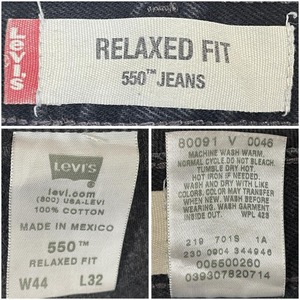 LEVI'S
RELAXED FIT
550™ JEANS
Levi's
levi.com
(800) USA-LEVI
100% COTTON
MADE IN MEXICO
550™
RELAXED FIT
W44 L32
80091 V 0045
MACHINE WASH WARM.
NORMAL CYCLE DO NOT BLEACH.
TUMBLE DRY HOT.
HOT IRON IF NEEDED.
WASH AND DRY WITH LIKE
COLORS. COLOR MAY TRANSFER
WHEN NEW. WASH BEFORE
WEARING. WASH GARMENT
INSIDE OUT. WPL 423
219 701S 1A
230 0904 344946
005500260
039307820714